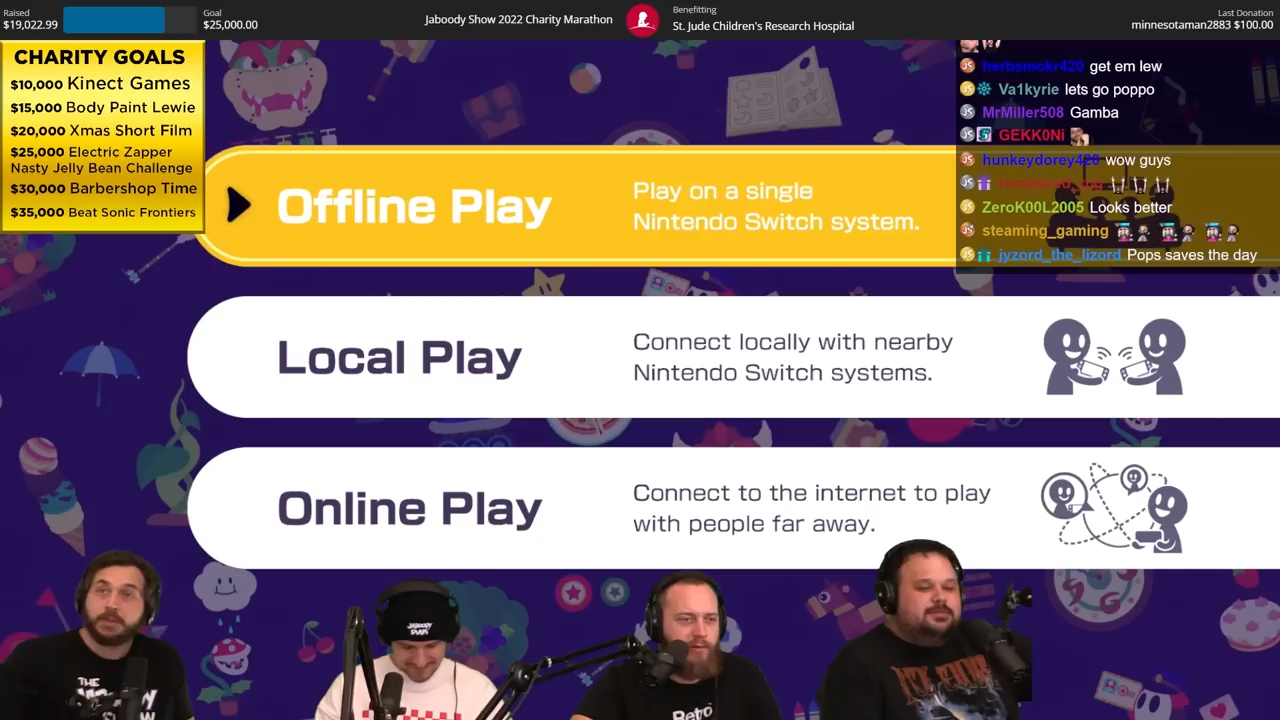 Raised
$19,022.99
Goal
$25,000.00
Jaboody Show 2022 Charity Marathon
Benefitting
St. Jude Children's Research Hospital
Last Donation
minnesotaman2883 $100.00
CHARITY GOALS
$10,000 Kinect Games
$15,000 Body Paint Lewie
$20,000 Xmas Short Film
$25,000 Electric Zapper
Nasty Jelly Bean Challenge
$30,000 Barbershop Time
$35,000 Beat Sonic Frontiers
herbsmokr420 get em lew
Va1kyrie lets go poppo
MrMiller508 Gamba
GEKK0Ni
hunkeydorey420 wow guys
ZeroK00L2005 Looks better
steaming_gaming
jyzord_the_lizord Pops saves the day
Offline Play
Play on a single
Nintendo Switch system.
Local Play
Connect locally with nearby
Nintendo Switch systems.
Online Play
Connect to the internet to play
with people far away.
JABOODY
DUBS
THE
Retro